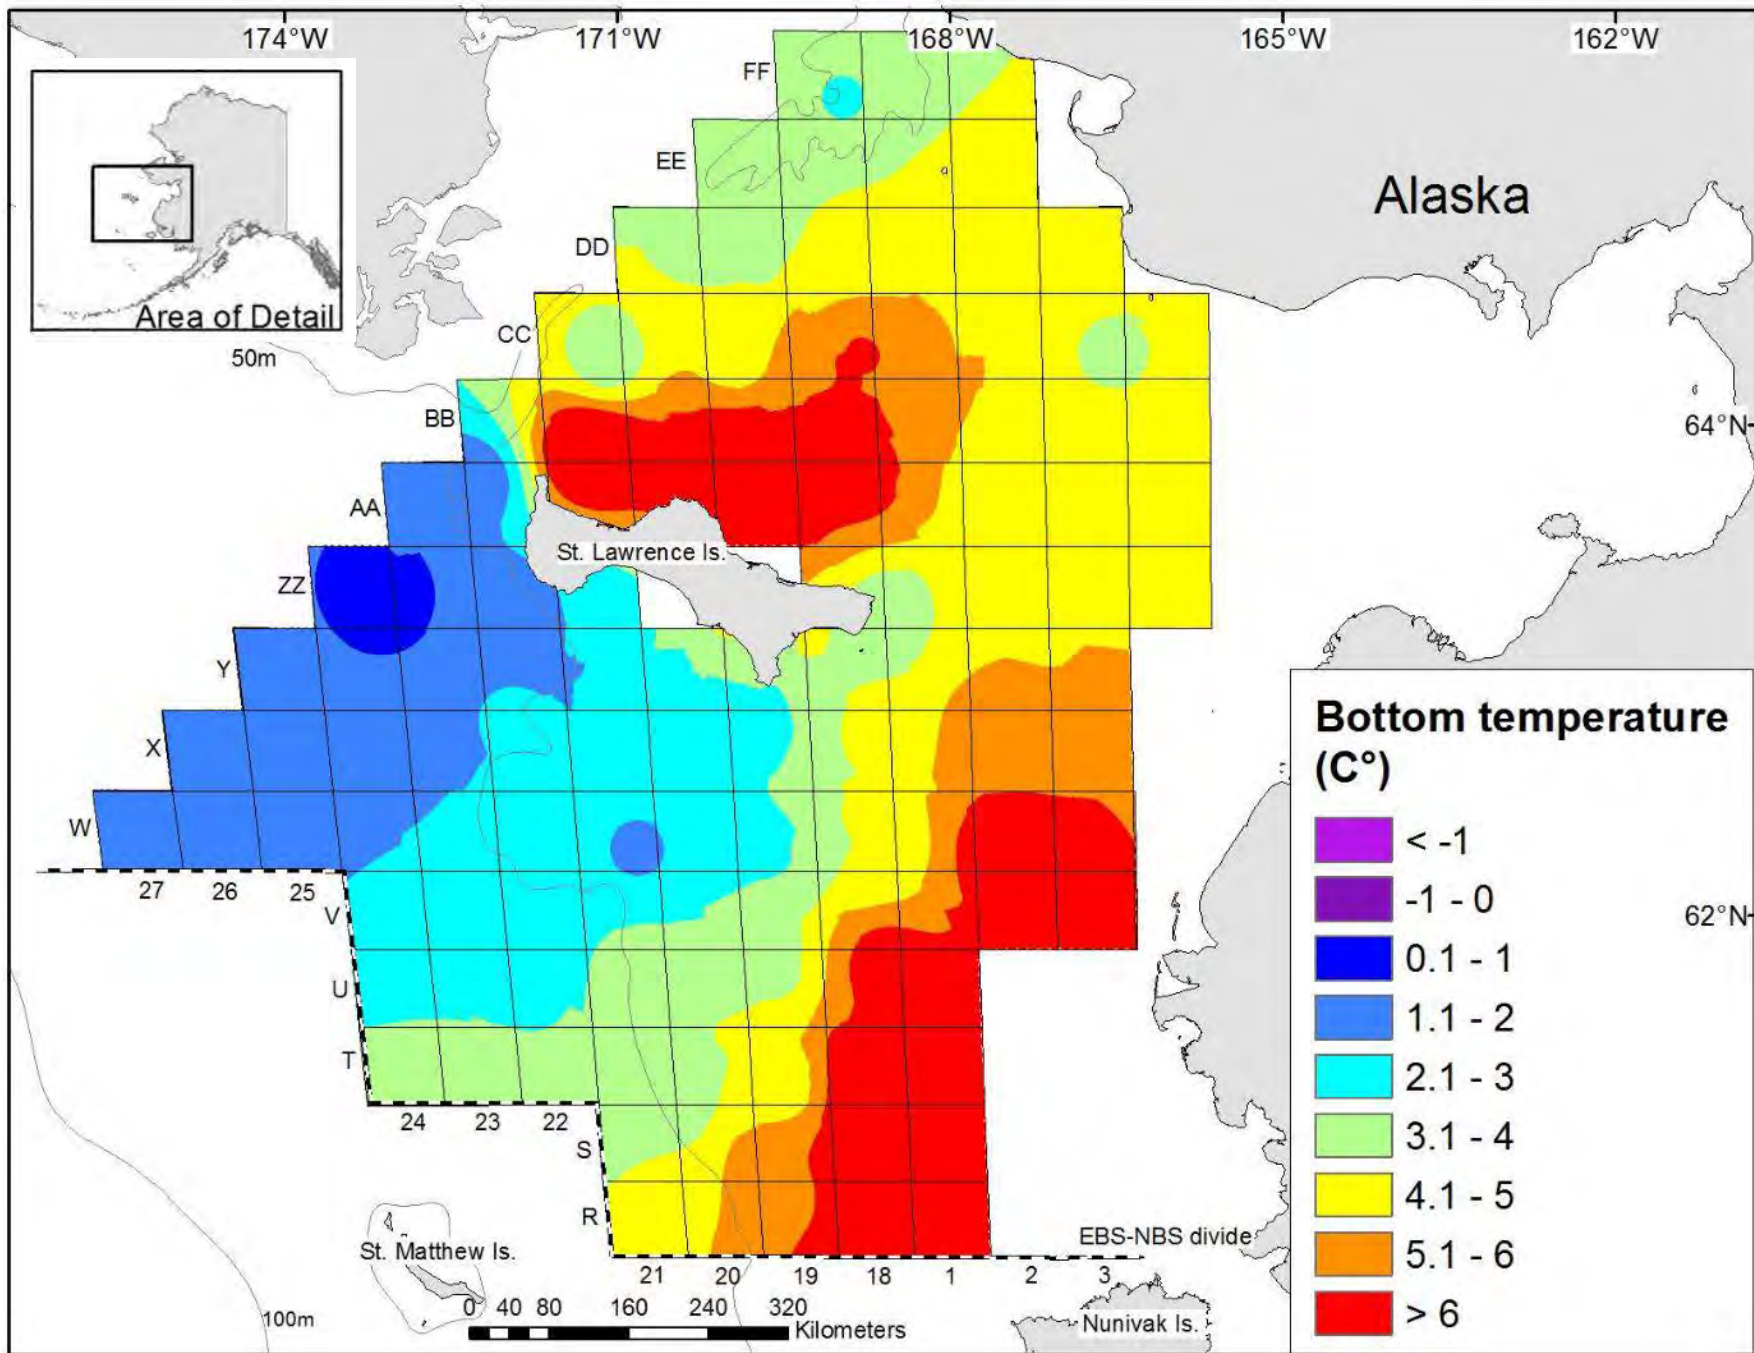 174°W 171°W 168°W 165°W 162°W
FF
EE
Alaska
DD
Area of Detail
CC
50m
BB
64°N
AA
St. Lawrence Is.
ZZ
Y
X
W
Bottom temperature
(C°)
< -1
-1 - 0
0.1 - 1
1.1 - 2
2.1 - 3
3.1 - 4
4.1 - 5
5.1 - 6
> 6
27 26 25
V
62°N
U
T
24 23 22
S
R
EBS-NBS divide
St. Matthew Is.
21 20 19 18 1 2 3
0 40 80 160 240 320
Kilometers
100m
Nunivak Is.